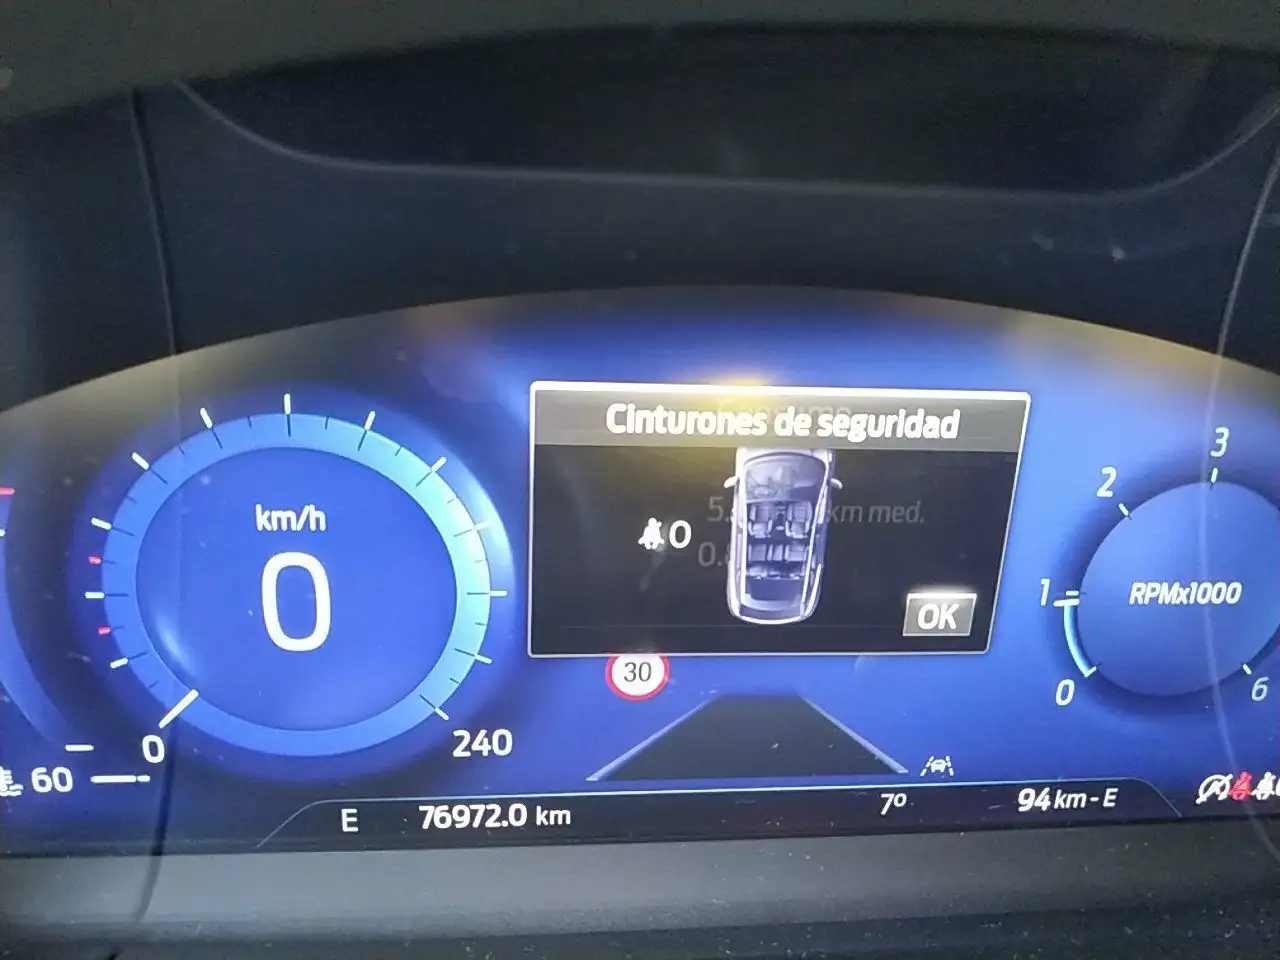 Cinturones de seguridad
km med.
0
OK
km/h
0
30
0
240
60
3
2
1
RPMx1000
0
6
E
76972.0 km
7º
94 km - E